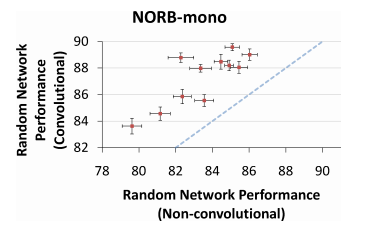 NORB-mono
Random Network
Performance
(Convolutional)
90
88
86
84
82
78 80 82 84 86 88 90
Random Network Performance
(Non-convolutional)